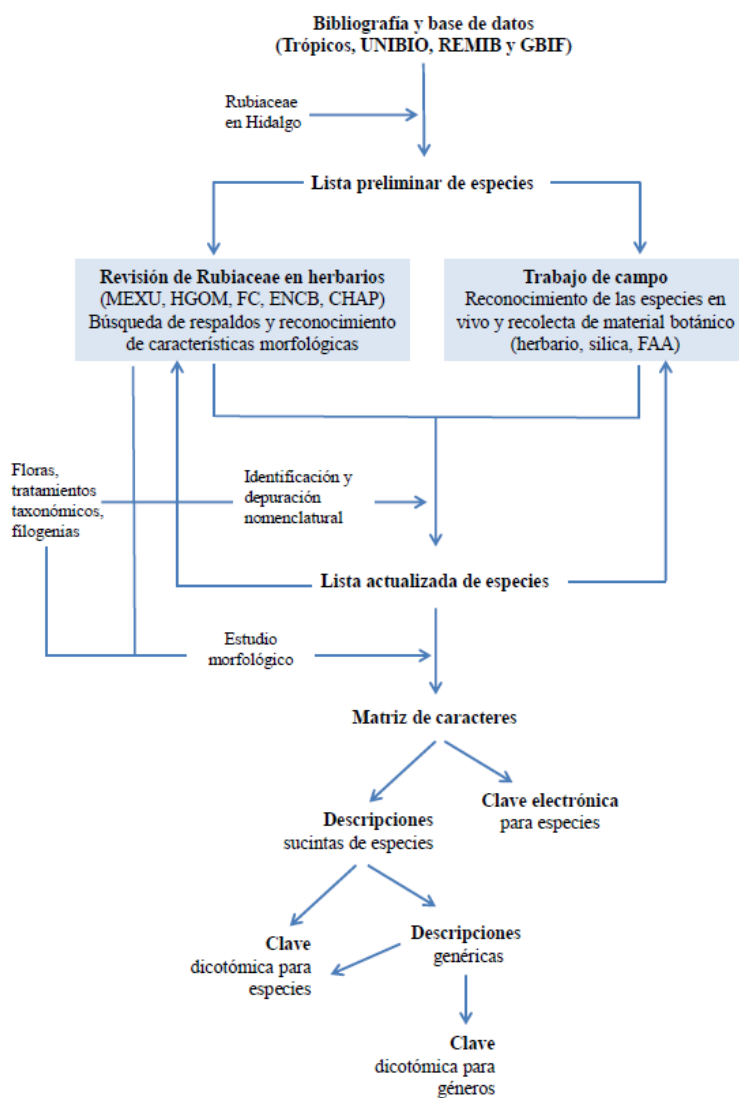 Bibliografía y base de datos
(Trópicos, UNIBIO, REMIB y GBIF)
Rubiaceae
en Hidalgo
Lista preliminar de especies
Revisión de Rubiaceae en herbarios
(MEXU, HGOM, FC, ENCB, CHAP)
Búsqueda de respaldos y reconocimiento
de características morfológicas
Trabajo de campo
Reconocimiento de las especies en
vivo y recolecta de material botánico
(herbario, silica, FAA)
Floras,
tratamientos
taxonómicos,
filogenias
Identificación y
depuración
nomenclatural
Lista actualizada de especies
Estudio
morfológico
Matriz de caracteres
Clave electrónica
para especies
Descripciones
sucintas de especies
Clave
dicotómica para
especies
Descripciones
genéricas
Clave
dicotómica para
géneros